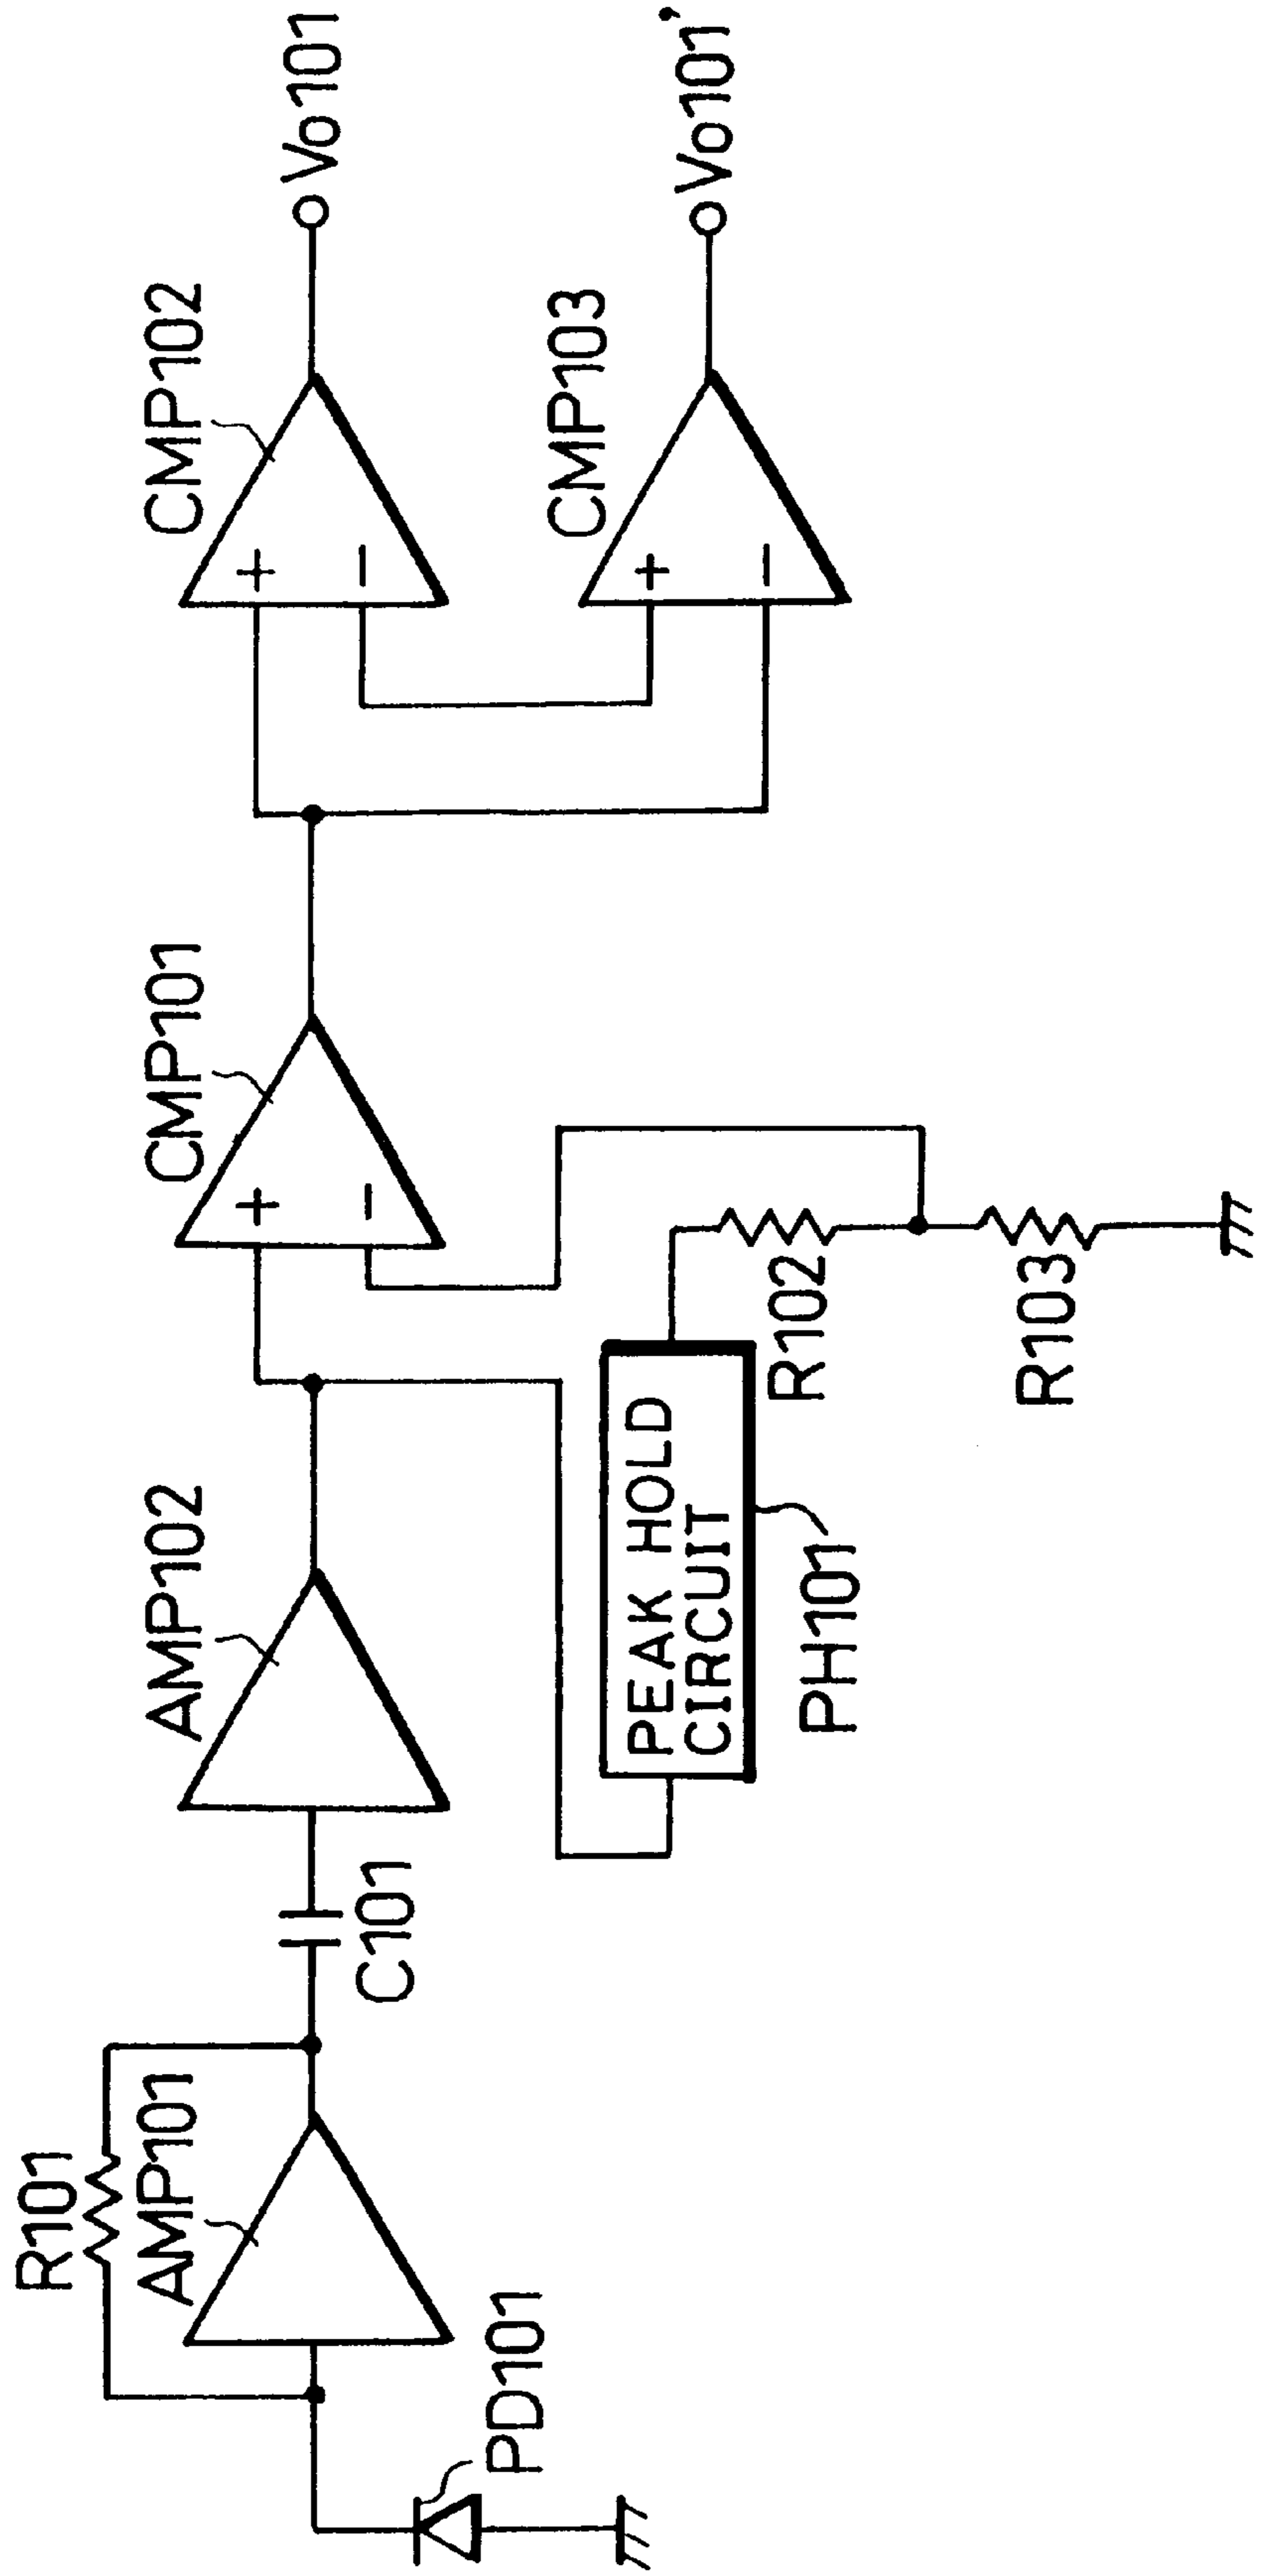 R101
AMP101
PD101
C101
AMP102
PEAK HOLD
CIRCUIT
PH101
R102
R103
CMP101
+
−
CMP102
+
−
CMP103
+
−
Vo101
Vo101’